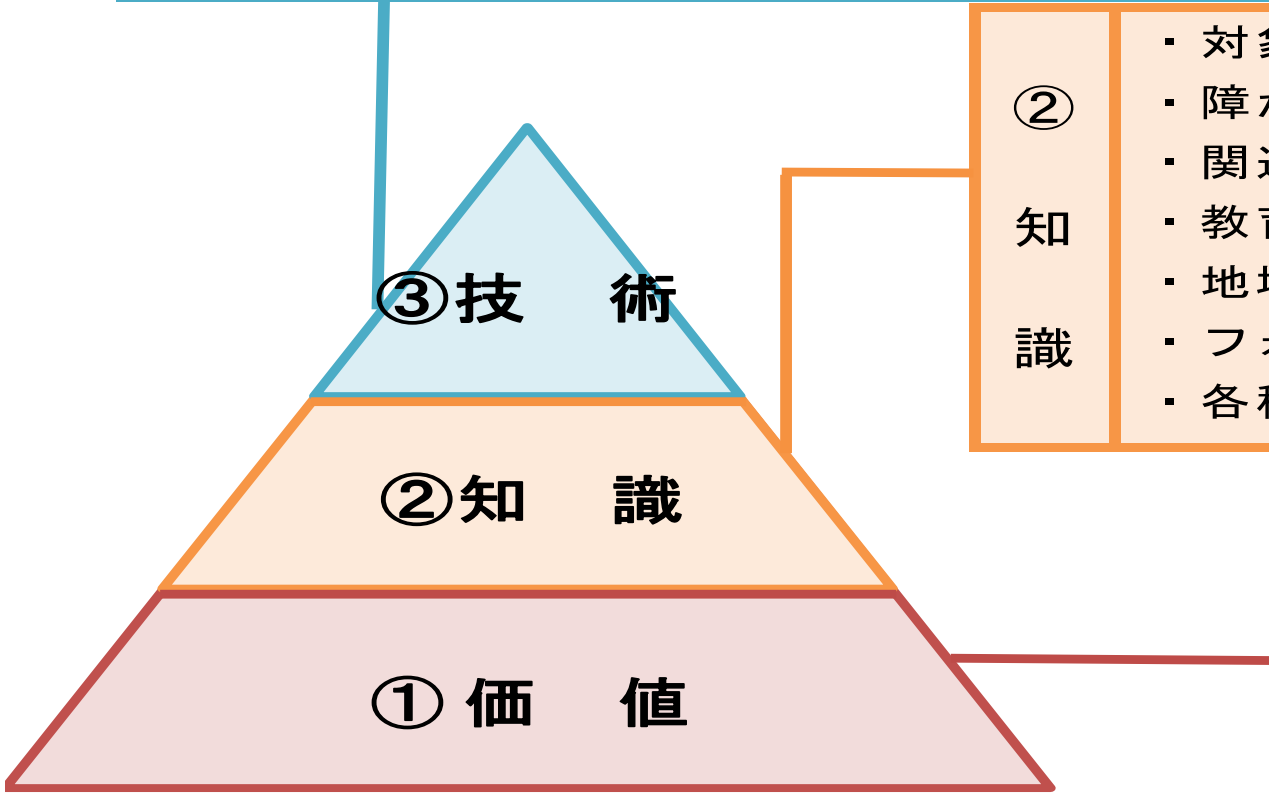 ②
知
識
・対
・障
・関
・教
・地
・フ
・各
③技　術
②知　識
①価　値